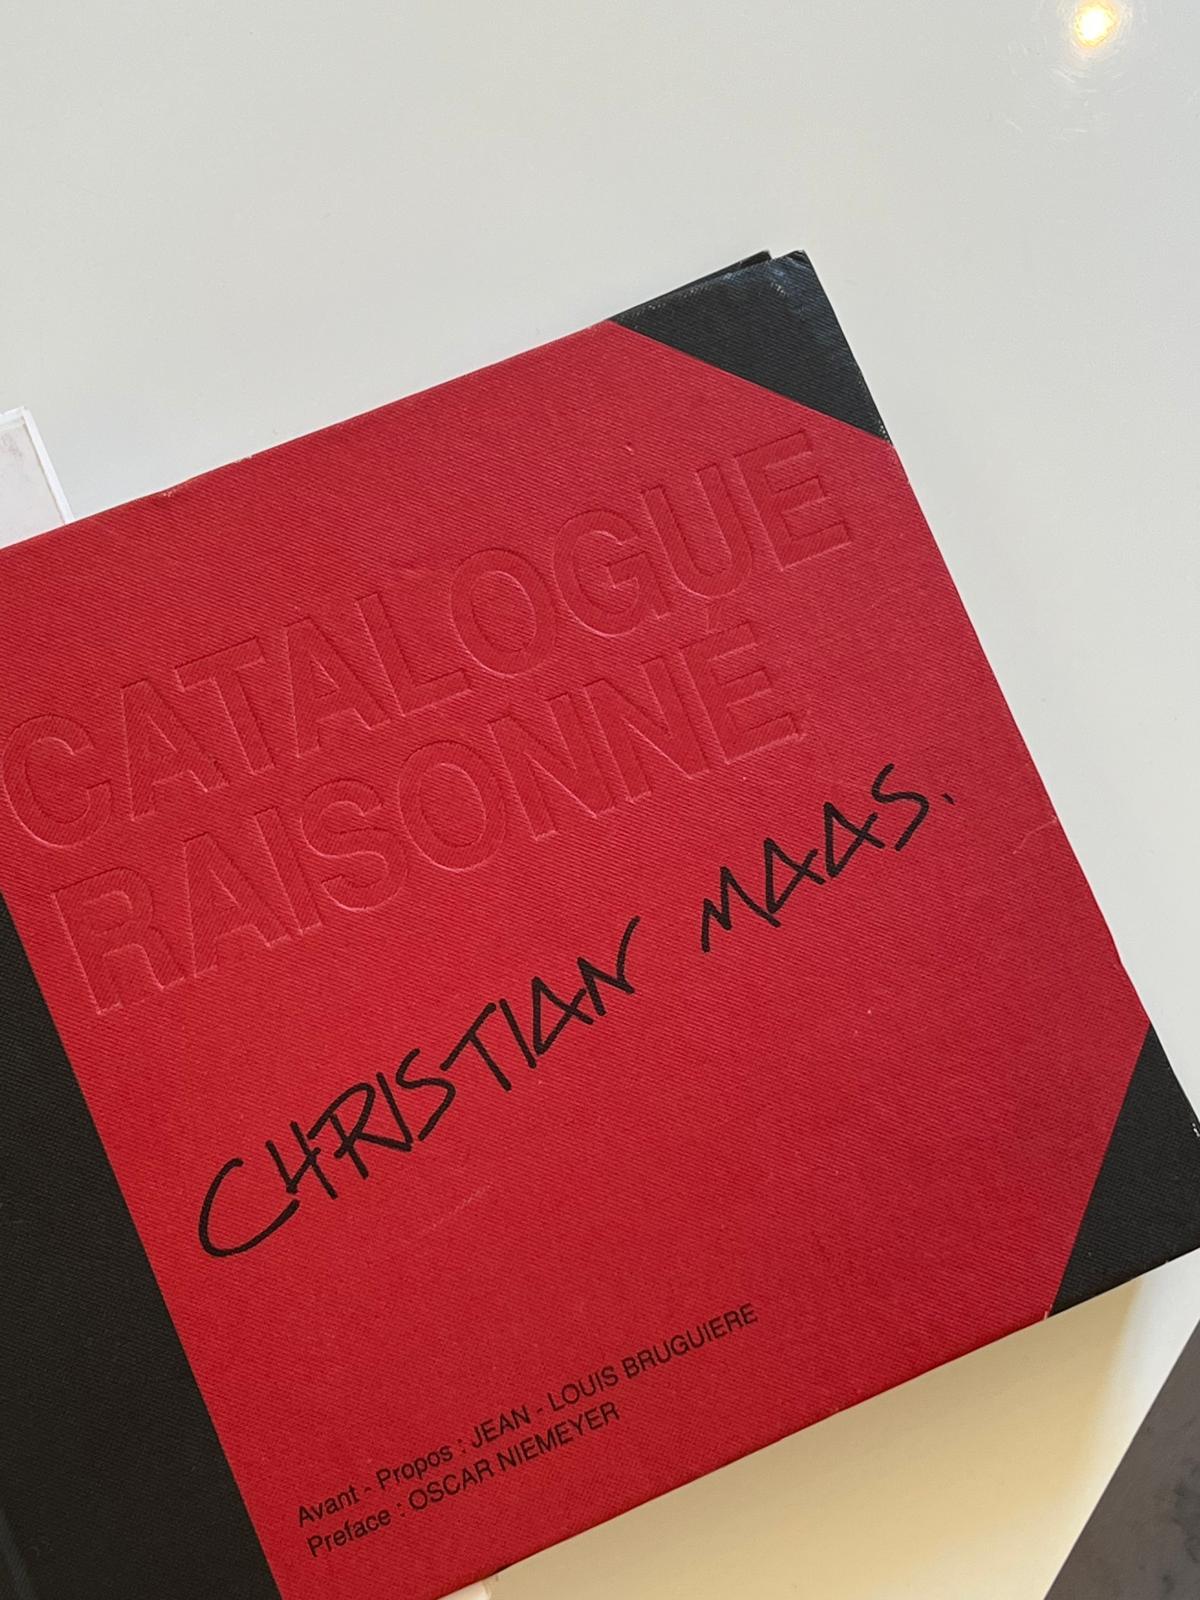 CATALOGUE
RAISONNÉ
CHRISTIAN MAAS.
Avant - Propos : JEAN - LOUIS BRUGUIERE
Preface : OSCAR NIEMEYER